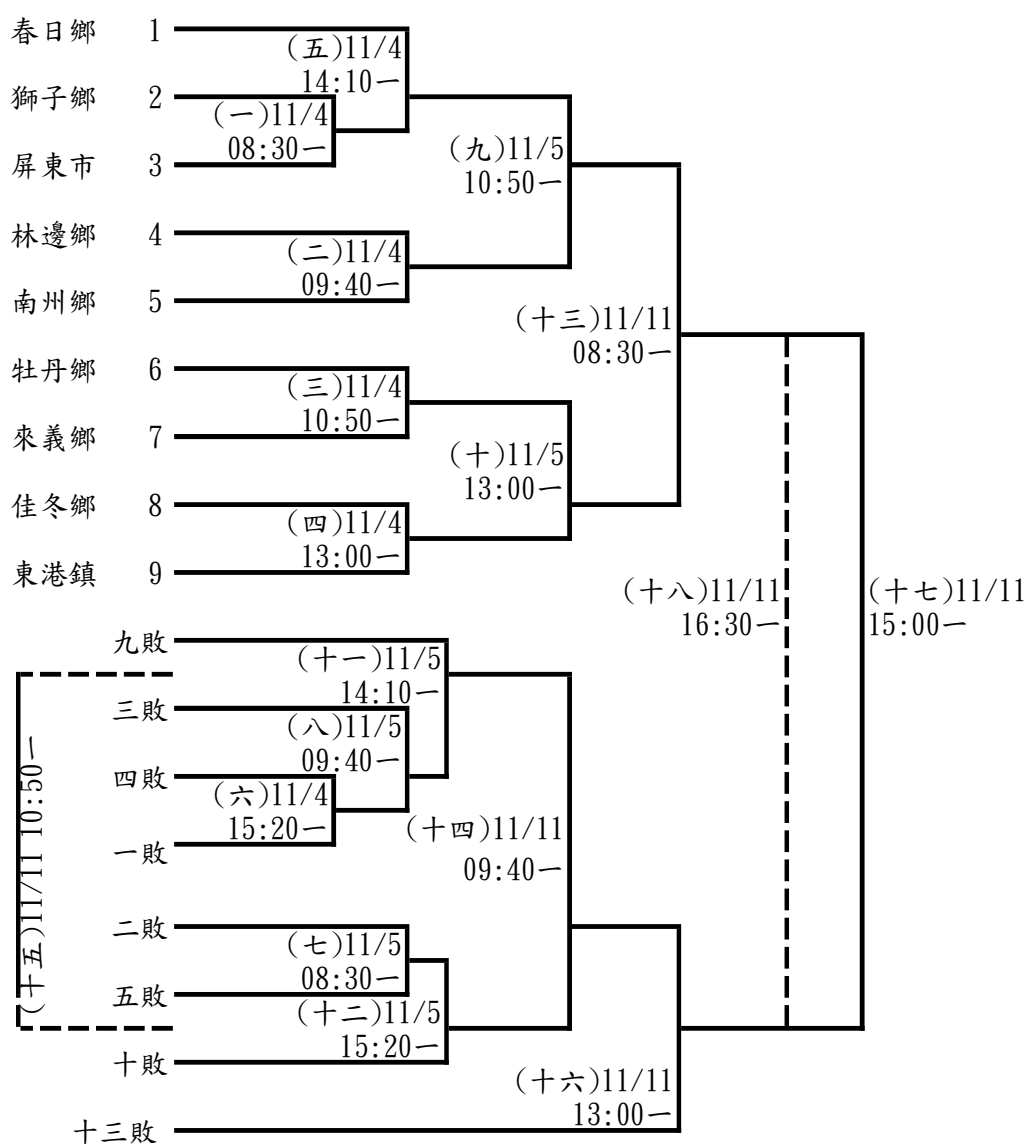 春日鄉 1
(五)11/4
14:10一
獅子鄉 2
(一)11/4
08:30一
屏東市 3
(九)11/5
10:50一
林邊鄉 4
(二)11/4
09:40一
南州鄉 5
(十三)11/11
08:30一
牡丹鄉 6
(三)11/4
10:50一
來義鄉 7
(十)11/5
13:00一
佳冬鄉 8
(四)11/4
13:00一
東港鎮 9
(十八)11/11
16:30一
(十七)11/11
15:00一
九敗
(十一)11/5
14:10一
三敗
(八)11/5
09:40一
四敗
(六)11/4
15:20一
一敗
(十四)11/11
09:40一
(十五)11/11 10:50一
二敗
(七)11/5
08:30一
五敗
(十二)11/5
15:20一
十敗
(十六)11/11
13:00一
十三敗